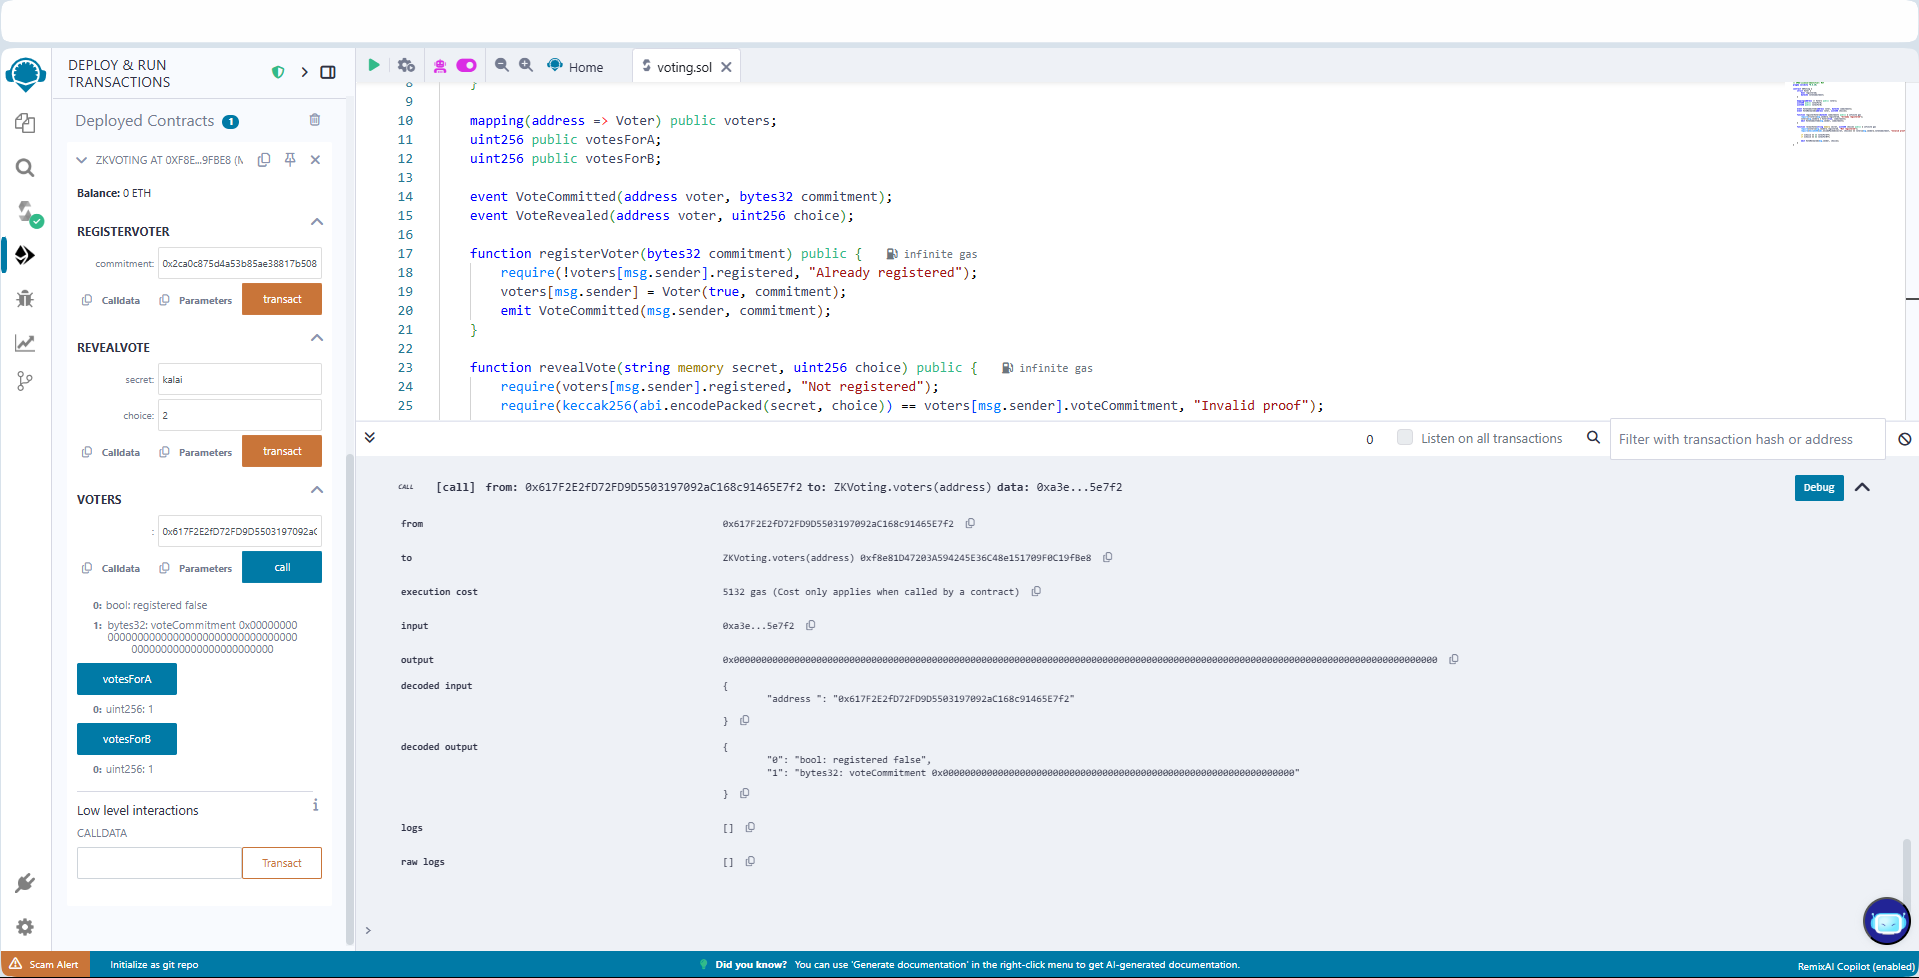 DEPLOY & RUN
TRANSACTIONS
Deployed Contracts 1
ZKVOTING AT 0XF8E...9FBE8 (M
Balance: 0 ETH
REGISTERVOTER
commitment: 0x2ca0c875d4a53b85ae38817b508
Calldata Parameters transact
REVEALVOTE
secret: kalai
choice: 2
Calldata Parameters transact
VOTERS
: 0x617F2E2fD72FD9D5503197092aC
Calldata Parameters call
0: bool: registered false
1: bytes32: voteCommitment 0x00000000
votesForA
0: uint256: 1
votesForB
0: uint256: 1
Low level interactions
CALLDATA
Transact
Home voting.sol
8 }
9
10 mapping(address => Voter) public voters;
11 uint256 public votesForA;
12 uint256 public votesForB;
13
14 event VoteCommitted(address voter, bytes32 commitment);
15 event VoteRevealed(address voter, uint256 choice);
16
17 function registerVoter(bytes32 commitment) public { infinite gas
18 require(!voters[msg.sender].registered, "Already registered");
19 voters[msg.sender] = Voter(true, commitment);
20 emit VoteCommitted(msg.sender, commitment);
21 }
22
23 function revealVote(string memory secret, uint256 choice) public { infinite gas
24 require(voters[msg.sender].registered, "Not registered");
25 require(keccak256(abi.encodePacked(secret, choice)) == voters[msg.sender].voteCommitment, "Invalid proof");
0 Listen on all transactions Filter with transaction hash or address
CALL [call] from: 0x617F2E2fD72FD9D5503197092aC168c91465E7f2 to: ZKVoting.voters(address) data: 0xa3e...5e7f2 Debug
from 0x617F2E2fD72FD9D5503197092aC168c91465E7f2
to ZKVoting.voters(address) 0xf8e81D47203A594245E36C48e151709F0C19fBe8
execution cost 5132 gas (Cost only applies when called by a contract)
input 0xa3e...5e7f2
output
decoded input {
"address ": "0x617F2E2fD72FD9D5503197092aC168c91465E7f2"
}
decoded output {
"0": "bool: registered false",
"1": "bytes32: voteCommitment 0x0000000000000000000000000000000000000000000000000000000000000000"
}
logs []
raw logs []
>
Scam Alert Initialize as git repo Did you know? You can use 'Generate documentation' in the right-click menu to get AI-generated documentation. RemixAI Copilot (enabled)